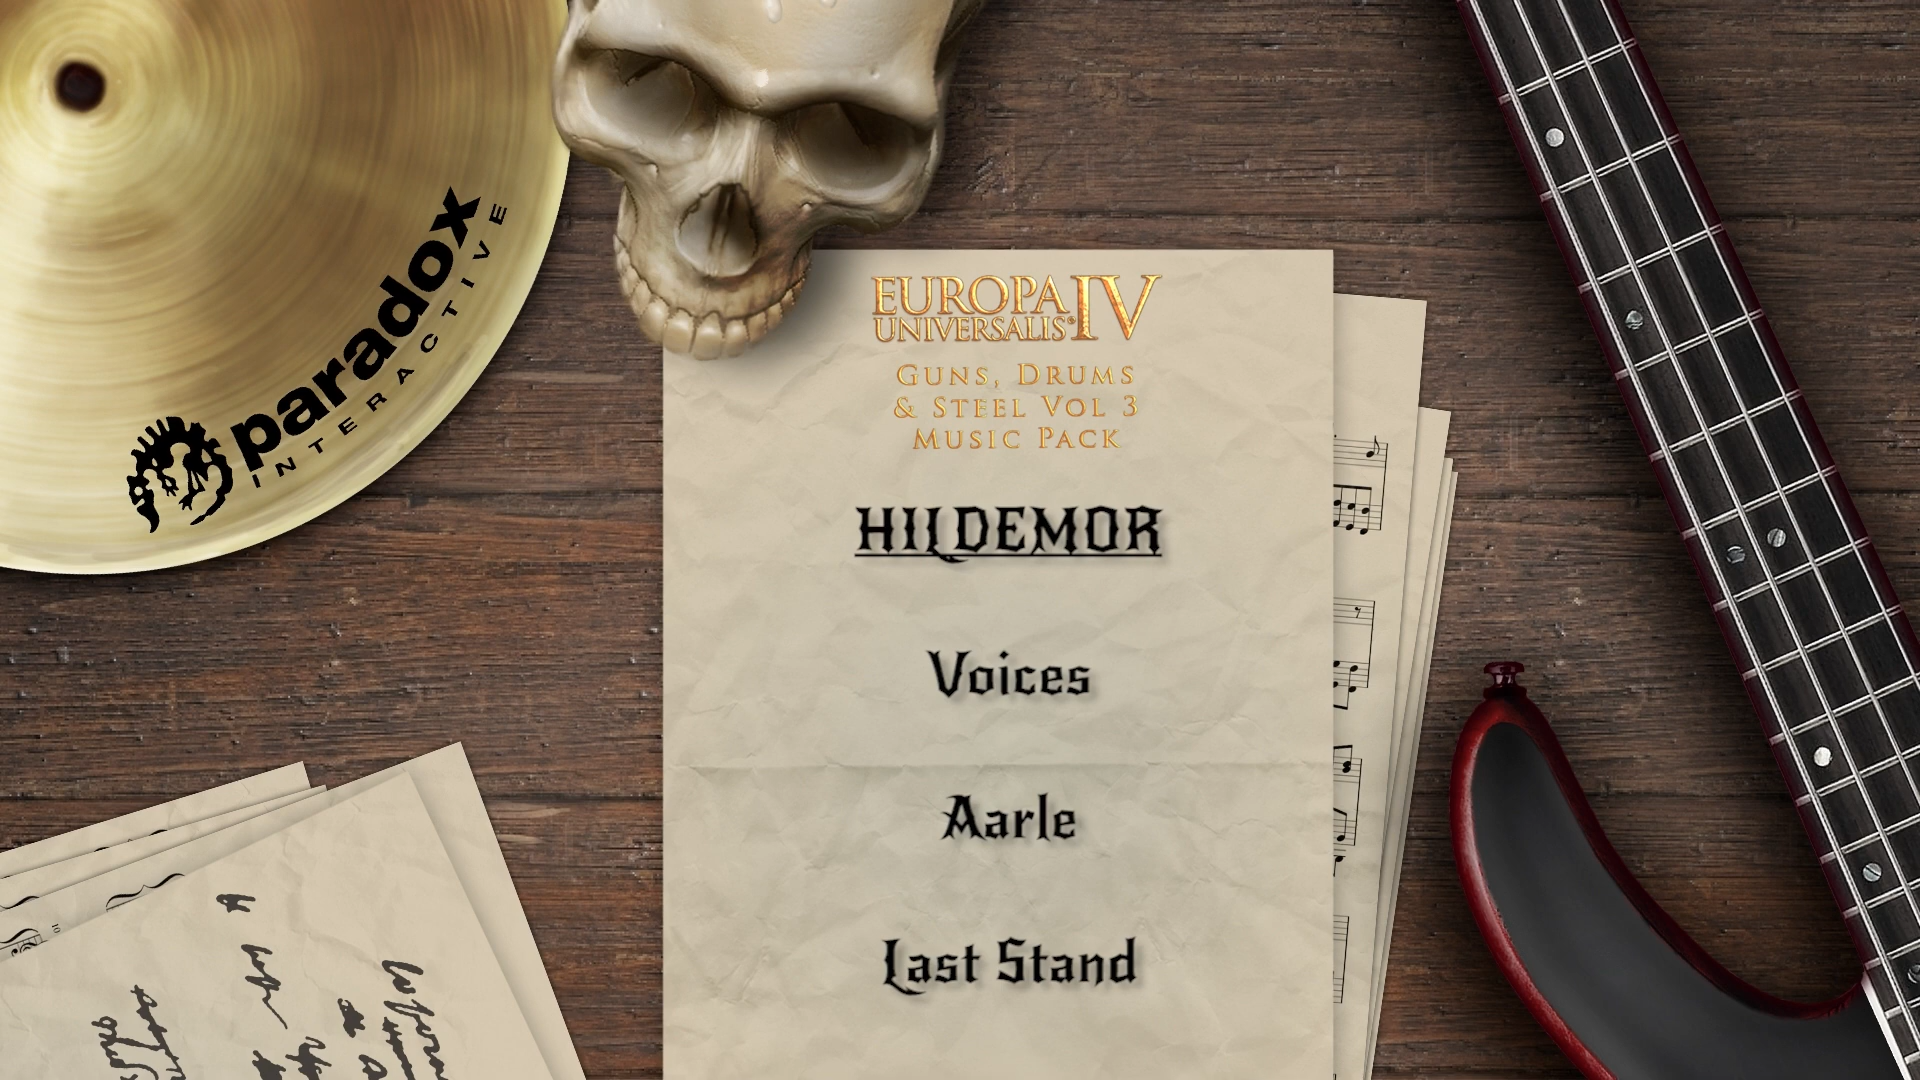 paradox
INTERACTIVE
EUROPA IV
UNIVERSALIS®
GUNS, DRUMS
& STEEL VOL 3
MUSIC PACK
HILDEMOR
Voices
Aarle
Last Stand